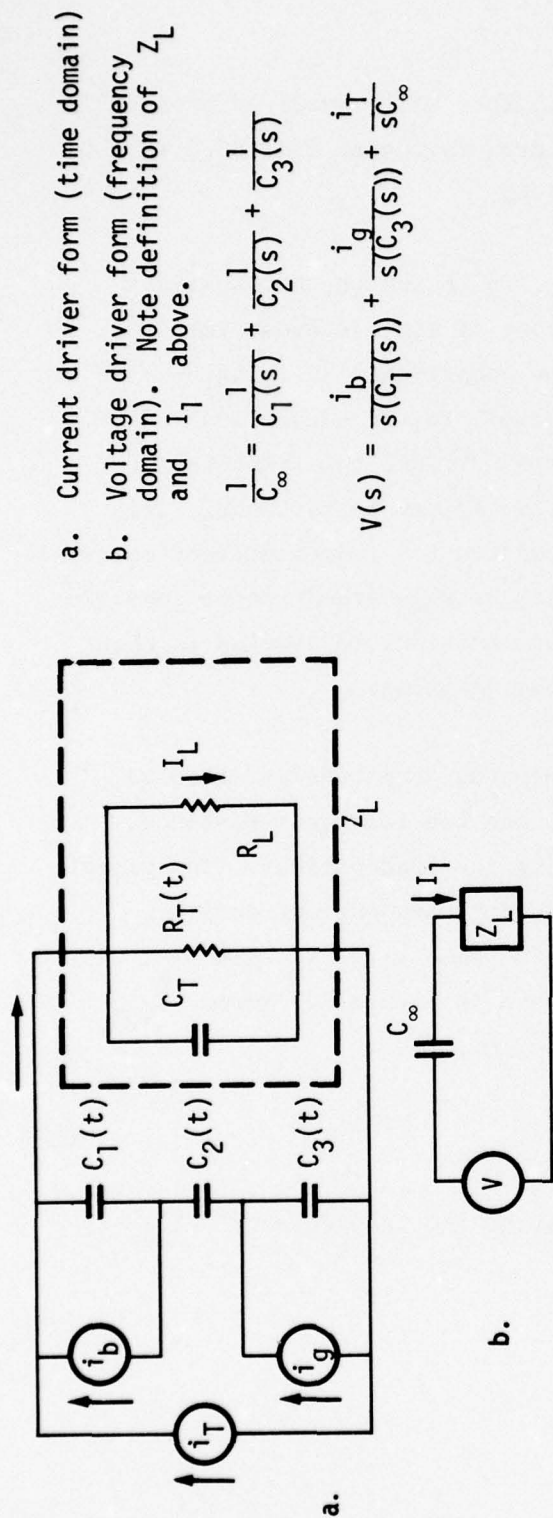 a. Current driver form (time domain)
b. Voltage driver form (frequency
domain). Note definition of Z_L
and I_1 above.
1/C_∞ = 1/C_1(s) + 1/C_2(s) + 1/C_3(s)
V(s) = i_b/s(C_1(s)) + i_g/s(C_3(s)) + i_T/sC_∞
a.
i_T
i_b
i_g
C_1(t)
C_2(t)
C_3(t)
C_T
R_T(t)
R_L
I_L
Z_L
b.
V
C_∞
I_1
Z_L